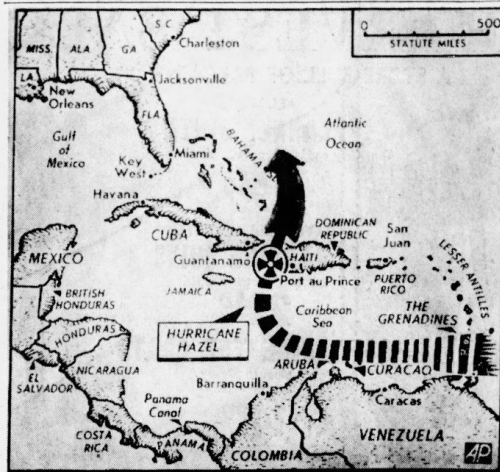 S.C.
MISS.
ALA
GA
Charleston
0 500
STATUTE MILES
LA
New
Orleans
Jacksonville
FLA.
Gulf
of
Mexico
Key
West
Miami
BAHAMA IS.
Atlantic
Ocean
Havana
CUBA
Guantanamo
HAITI
DOMINICAN
REPUBLIC
San
Juan
LESSER ANTILLES
MEXICO
JAMAICA
Port au Prince
PUERTO
RICO
BRITISH
HONDURAS
Caribbean
Sea
THE
GRENADINES
HURRICANE
HAZEL
HONDURAS
ARUBA
CURACAO
EL
SALVADOR
NICARAGUA
Barranquilla
Caracas
Panama
Canal
COSTA
RICA
PANAMA
COLOMBIA
VENEZUELA
AP